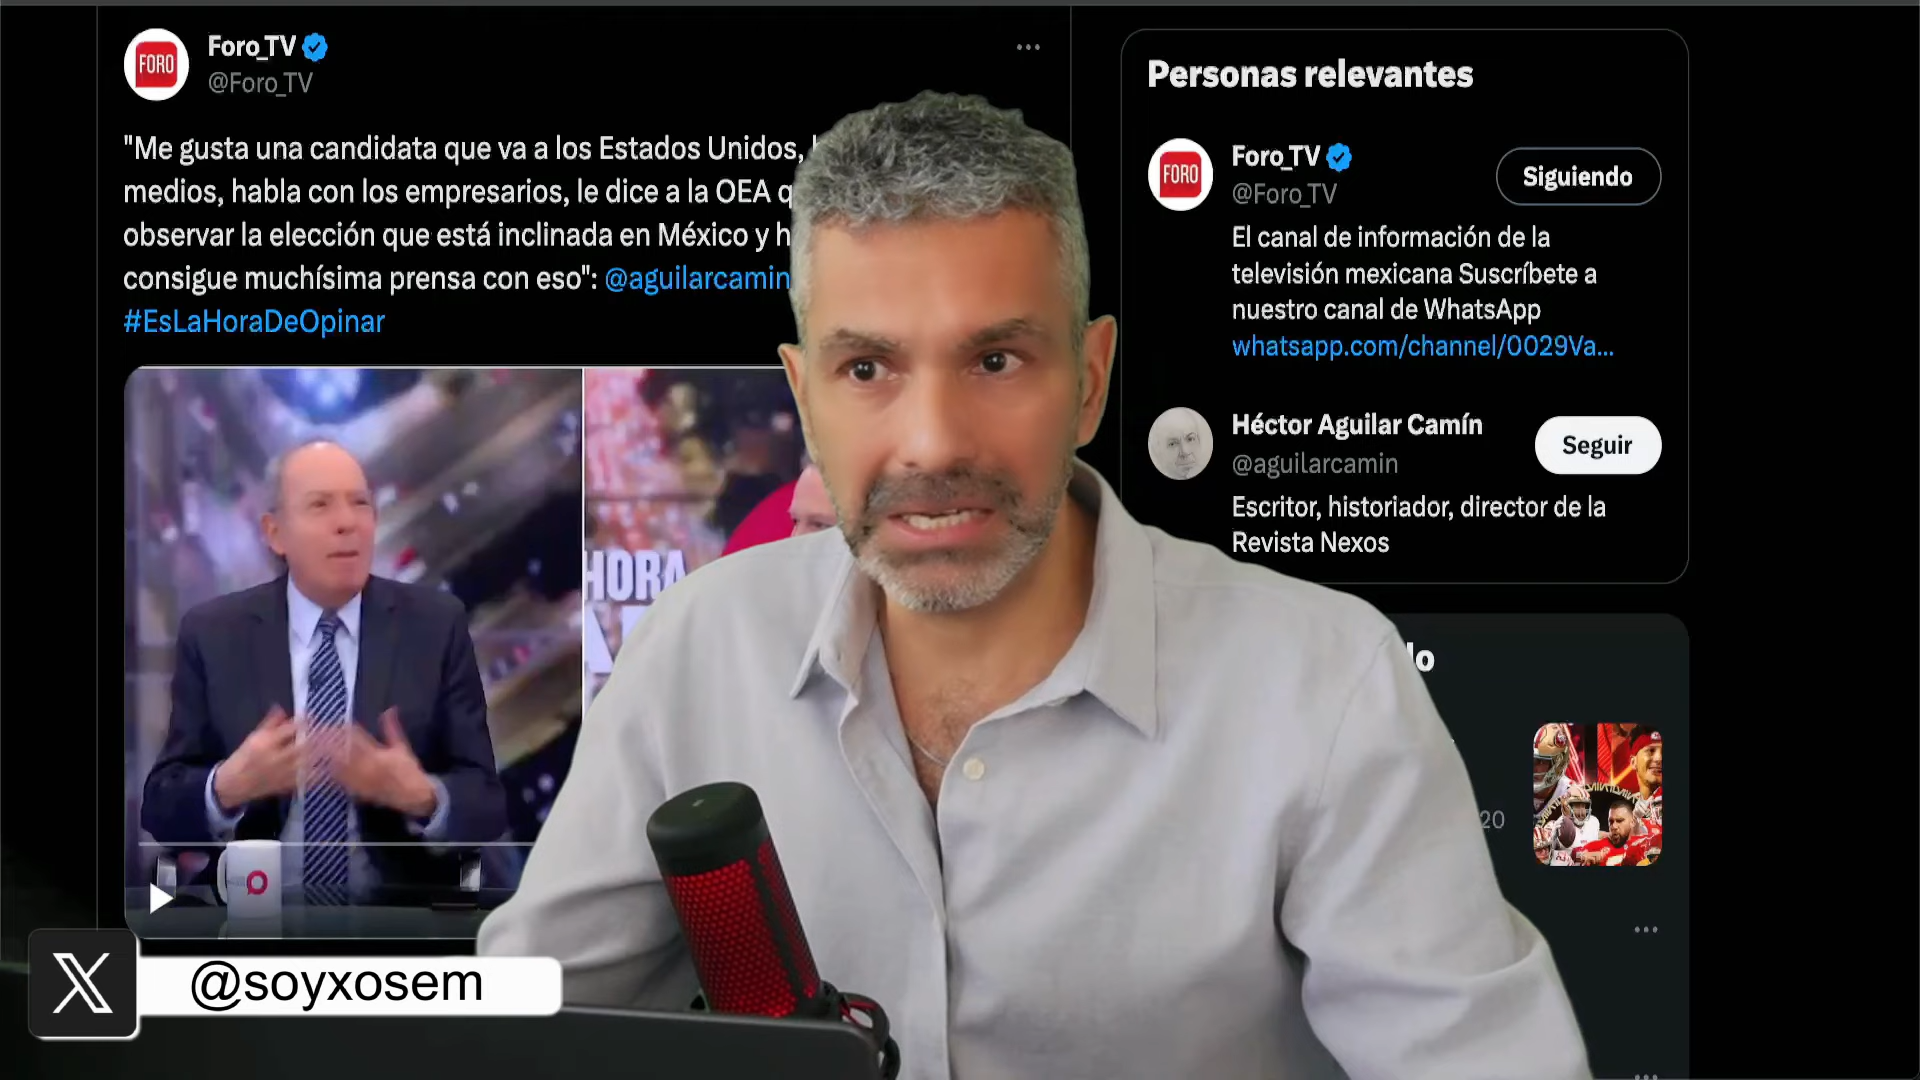 Foro_TV
@Foro_TV
"Me gusta una candidata que va a los Estados Unidos,
medios, habla con los empresarios, le dice a la OEA
observar la elección que está inclinada en México y
consigue muchísima prensa con eso": @aguilarcamin
#EsLaHoraDeOpinar
FORO
HORA
Personas relevantes
FORO
Foro_TV
@Foro_TV
Siguiendo
El canal de información de la
televisión mexicana Suscríbete a
nuestro canal de WhatsApp
whatsapp.com/channel/0029Va...
Héctor Aguilar Camín
@aguilarcamin
Seguir
Escritor, historiador, director de la
Revista Nexos
lo
20
X
@soyxosem